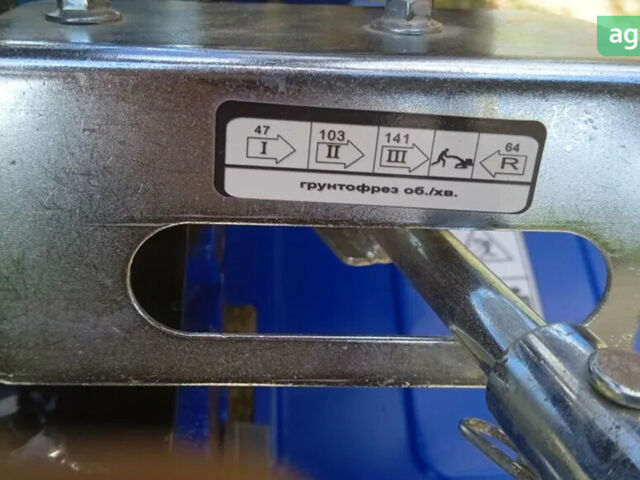 ag
47 103 141 64
I II III R
грунтофрез об./хв.